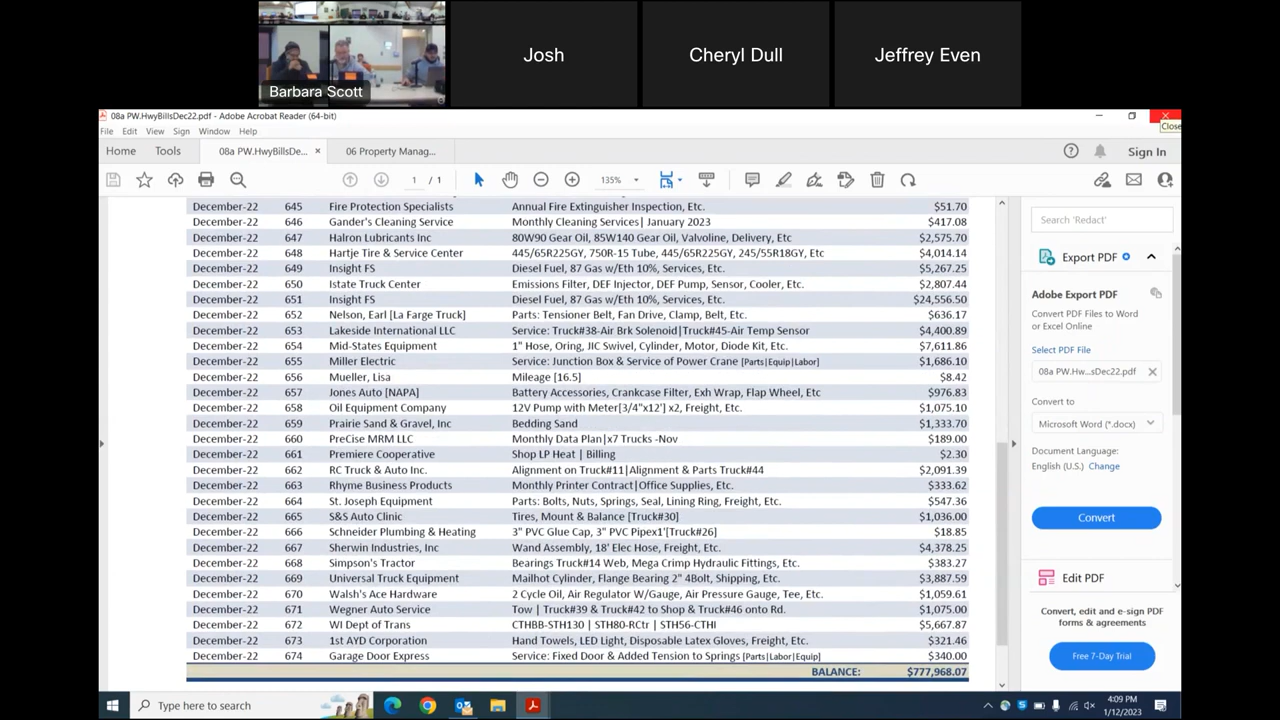 Barbara Scott
Josh
Cheryl Dull
Jeffrey Even
08a PW.HwyBillsDec22.pdf - Adobe Acrobat Reader (64-bit)
Close
File Edit View Sign Window Help
Home Tools 08a PW.HwyBillsDe... × 06 Property Manag... Sign In
1 / 1 135%
December-22 645 Fire Protection Specialists Annual Fire Extinguisher Inspection, Etc. $51.70
December-22 646 Gander's Cleaning Service Monthly Cleaning Services| January 2023 $417.08
December-22 647 Halron Lubricants Inc 80W90 Gear Oil, 85W140 Gear Oil, Valvoline, Delivery, Etc $2,575.70
December-22 648 Hartje Tire & Service Center 445/65R225GY, 750R-15 Tube, 445/65R225GY, 245/55R18GY, Etc $4,014.14
December-22 649 Insight FS Diesel Fuel, 87 Gas w/Eth 10%, Services, Etc. $5,267.25
December-22 650 Istate Truck Center Emissions Filter, DEF Injector, DEF Pump, Sensor, Cooler, Etc. $2,807.44
December-22 651 Insight FS Diesel Fuel, 87 Gas w/Eth 10%, Services, Etc. $24,556.50
December-22 652 Nelson, Earl [La Farge Truck] Parts: Tensioner Belt, Fan Drive, Clamp, Belt, Etc. $636.17
December-22 653 Lakeside International LLC Service: Truck#38-Air Brk Solenoid|Truck#45-Air Temp Sensor $4,400.89
December-22 654 Mid-States Equipment 1" Hose, Oring, JIC Swivel, Cylinder, Motor, Diode Kit, Etc. $7,611.86
December-22 655 Miller Electric Service: Junction Box & Service of Power Crane [Parts|Equip|Labor] $1,686.10
December-22 656 Mueller, Lisa Mileage [16.5] $8.42
December-22 657 Jones Auto [NAPA] Battery Accessories, Crankcase Filter, Exh Wrap, Flap Wheel, Etc $976.83
December-22 658 Oil Equipment Company 12V Pump with Meter[3/4"x12'] x2, Freight, Etc. $1,075.10
December-22 659 Prairie Sand & Gravel, Inc Bedding Sand $1,333.70
December-22 660 PreCise MRM LLC Monthly Data Plan|x7 Trucks -Nov $189.00
December-22 661 Premiere Cooperative Shop LP Heat | Billing $2.30
December-22 662 RC Truck & Auto Inc. Alignment on Truck#11|Alignment & Parts Truck#44 $2,091.39
December-22 663 Rhyme Business Products Monthly Printer Contract|Office Supplies, Etc. $333.62
December-22 664 St. Joseph Equipment Parts: Bolts, Nuts, Springs, Seal, Lining Ring, Freight, Etc. $547.36
December-22 665 S&S Auto Clinic Tires, Mount & Balance [Truck#30] $1,036.00
December-22 666 Schneider Plumbing & Heating 3" PVC Glue Cap, 3" PVC Pipex1'[Truck#26] $18.85
December-22 667 Sherwin Industries, Inc Wand Assembly, 18' Elec Hose, Freight, Etc. $4,378.25
December-22 668 Simpson's Tractor Bearings Truck#14 Web, Mega Crimp Hydraulic Fittings, Etc. $383.27
December-22 669 Universal Truck Equipment Mailhot Cylinder, Flange Bearing 2" 4Bolt, Shipping, Etc. $3,887.59
December-22 670 Walsh's Ace Hardware 2 Cycle Oil, Air Regulator W/Gauge, Air Pressure Gauge, Tee, Etc. $1,059.61
December-22 671 Wegner Auto Service Tow | Truck#39 & Truck#42 to Shop & Truck#46 onto Rd. $1,075.00
December-22 672 WI Dept of Trans CTHBB-STH130 | STH80-RCtr | STH56-CTHI $5,667.87
December-22 673 1st AYD Corporation Hand Towels, LED Light, Disposable Latex Gloves, Freight, Etc. $321.46
December-22 674 Garage Door Express Service: Fixed Door & Added Tension to Springs [Parts|Labor|Equip] $340.00
BALANCE: $777,968.07
Search 'Redact'
Export PDF
Adobe Export PDF
Convert PDF Files to Word
or Excel Online
Select PDF File
08a PW.Hw...sDec22.pdf ×
Convert to
Microsoft Word (*.docx)
Document Language:
English (U.S.) Change
Convert
Edit PDF
Convert, edit and e-sign PDF
forms & agreements
Free 7-Day Trial
Type here to search
4:09 PM
1/12/2023